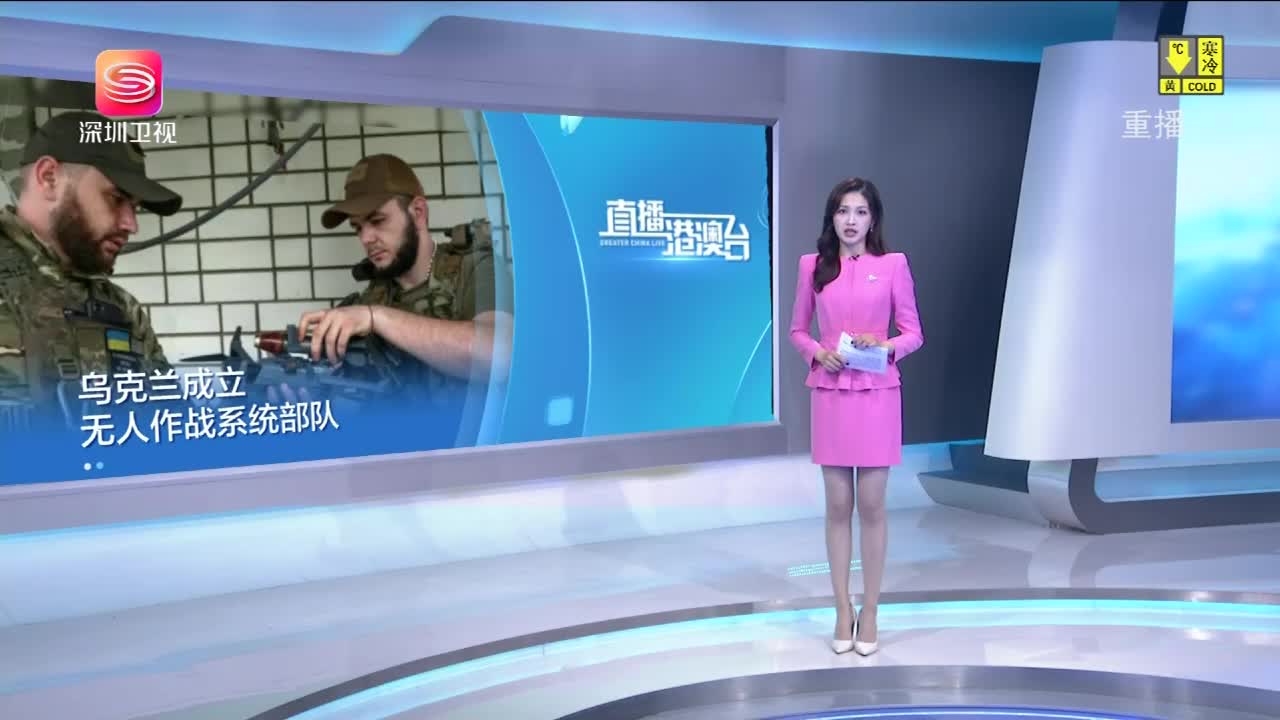 深圳卫视
℃
寒冷
黄
COLD
重播
直播
港澳台
GREATER CHINA LIVE
乌克兰成立
无人作战系统部队